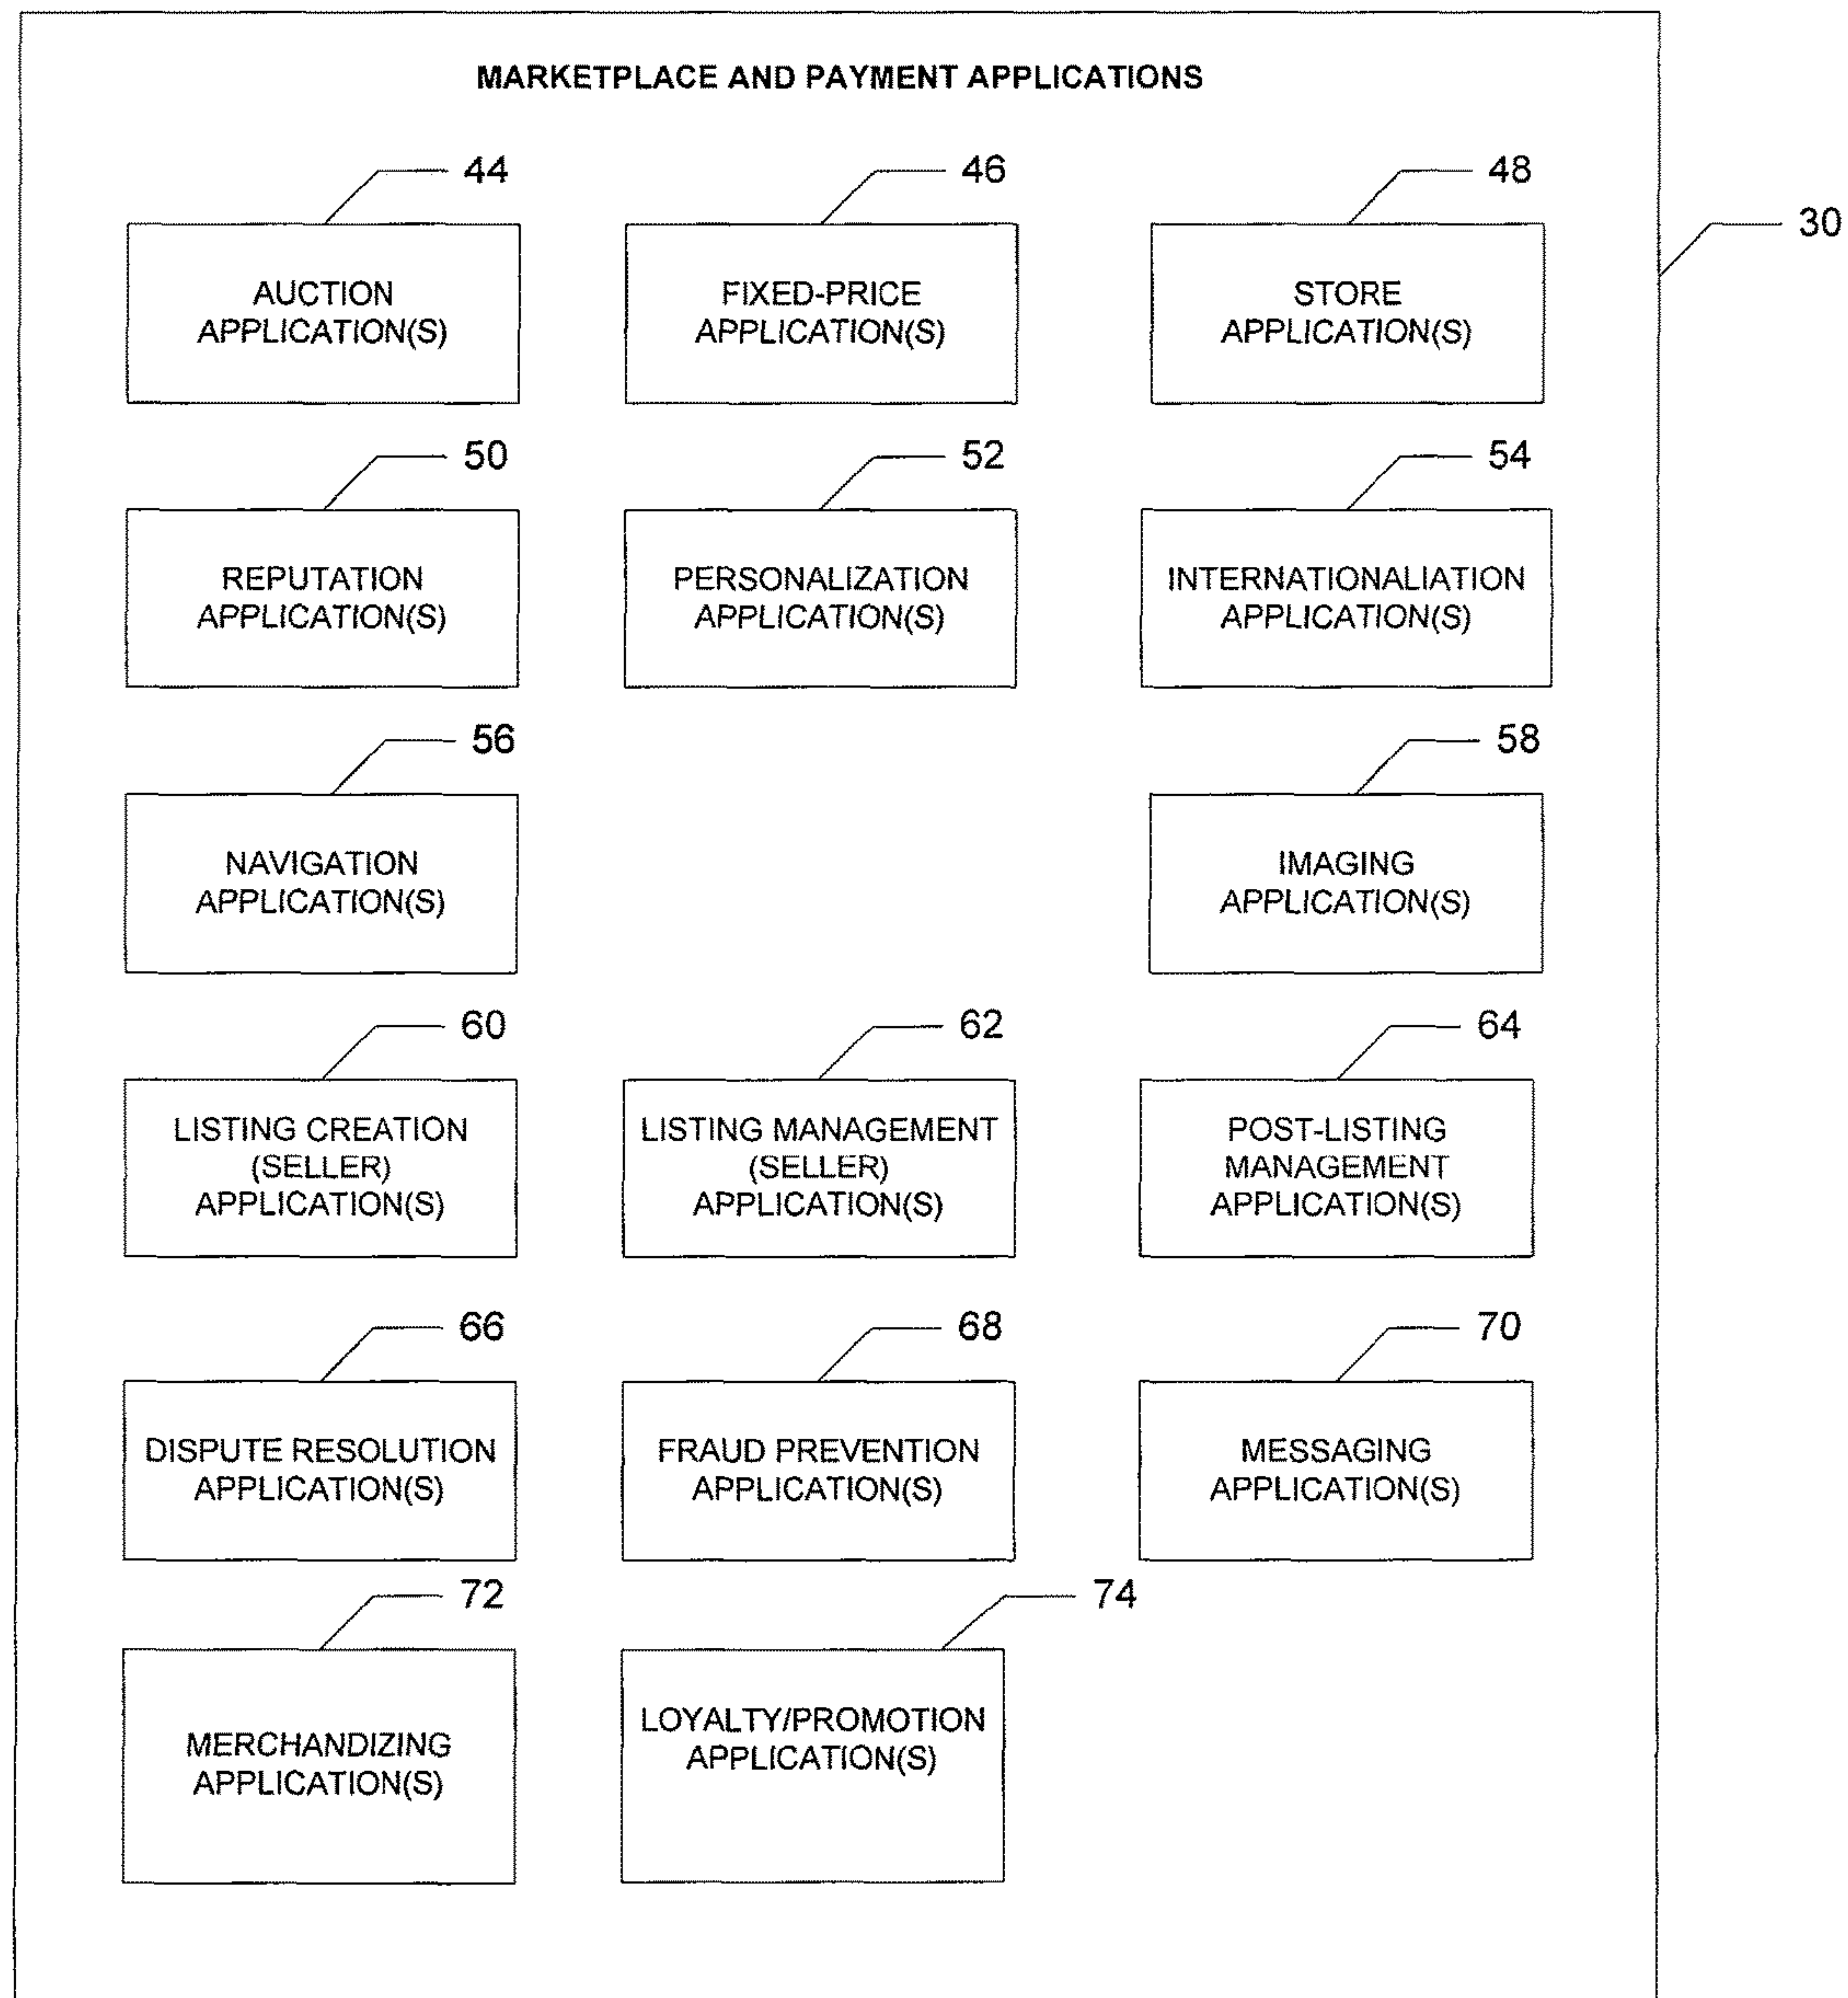 MARKETPLACE AND PAYMENT APPLICATIONS
30
44
46
48
AUCTION
APPLICATION(S)
FIXED-PRICE
APPLICATION(S)
STORE
APPLICATION(S)
50
52
54
REPUTATION
APPLICATION(S)
PERSONALIZATION
APPLICATION(S)
INTERNATIONALIATION
APPLICATION(S)
56
58
NAVIGATION
APPLICATION(S)
IMAGING
APPLICATION(S)
60
62
64
LISTING CREATION
(SELLER)
APPLICATION(S)
LISTING MANAGEMENT
(SELLER)
APPLICATION(S)
POST-LISTING
MANAGEMENT
APPLICATION(S)
66
68
70
DISPUTE RESOLUTION
APPLICATION(S)
FRAUD PREVENTION
APPLICATION(S)
MESSAGING
APPLICATION(S)
72
74
MERCHANDIZING
APPLICATION(S)
LOYALTY/PROMOTION
APPLICATION(S)